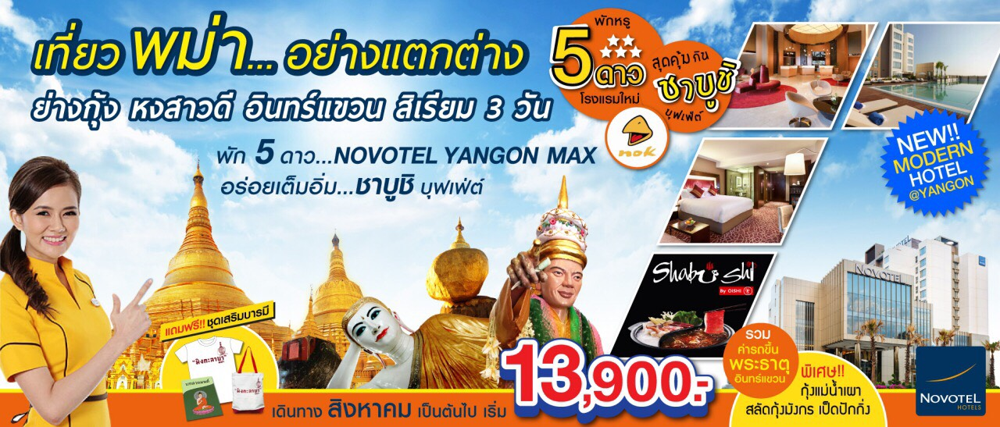 เที่ยว พม่า... อย่างแตกต่าง
ย่างกุ้ง หงสาวดี อินทร์แขวน สิเรียม 3 วัน
พัก 5 ดาว...NOVOTEL YANGON MAX
อร่อยเต็มอิ่ม...ชาบูชิ บุฟเฟ่ต์
พักหรู
5 ดาว
โรงแรมใหม่
สุดคุ้ม กิน
ชาบูชิ
บุฟเฟ่ต์
nok
NEW!!
MODERN
HOTEL
@YANGON
NOVOTEL
Shabu shi
By OISHI
แถมฟรี!! ชุดเสริมบารมี
"มิงกะลาบา"
บทสวดมนต์
"มิงกะลาบา"
เดินทาง สิงหาคม เป็นต้นไป เริ่ม
13,900.-
รวม
ค่ารถขึ้น
พระธาตุ
อินทร์แขวน
พิเศษ!!
กุ้งแม่น้ำเผา
สลัดกุ้งมังกร เป็ดปักกิ่ง
NOVOTEL
HOTELS